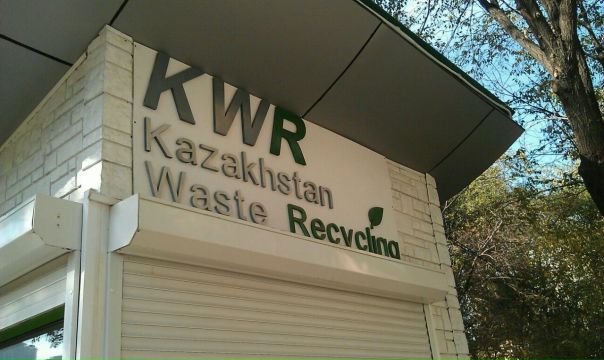 KWR
Kazakhstan
Waste Recycling